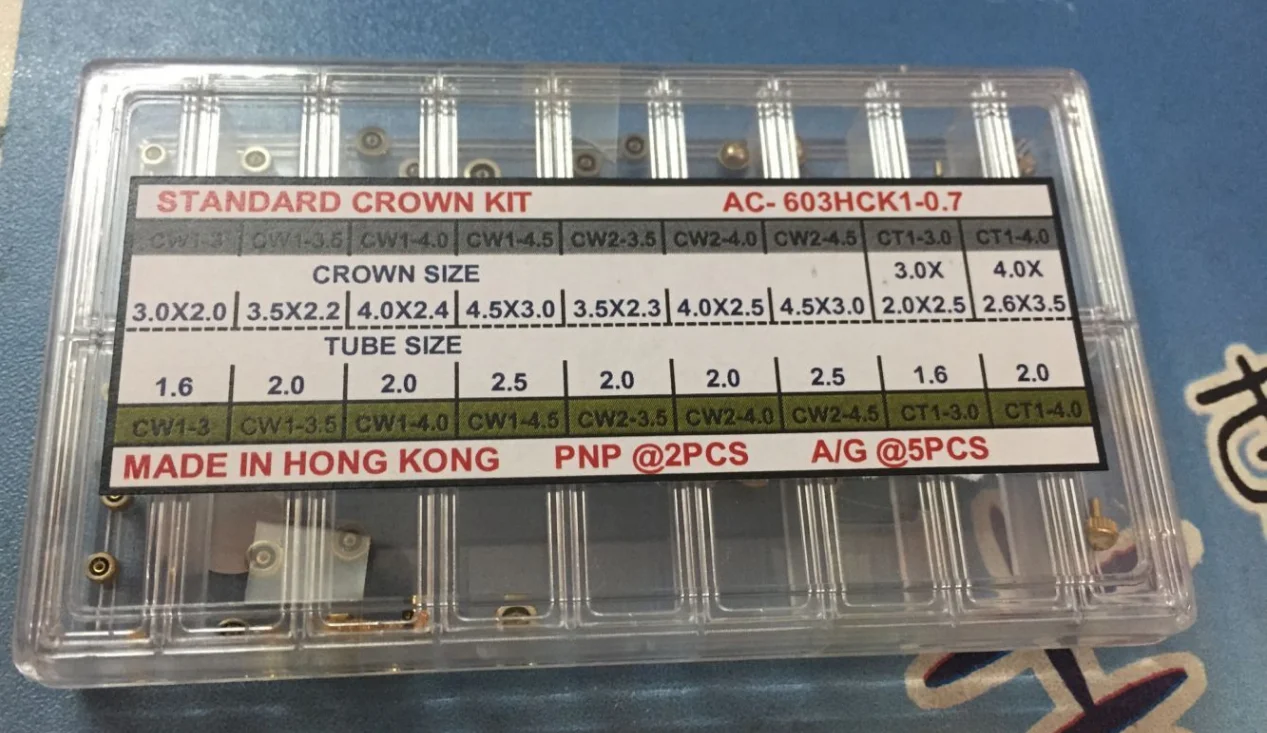 STANDARD CROWN KIT AC- 603HCK1-0.7
CW1-3 CW1-3.5 CW1-4.0 CW1-4.5 CW2-3.5 CW2-4.0 CW2-4.5 CT1-3.0 CT1-4.0
CROWN SIZE 3.0X 4.0X
3.0X2.0 3.5X2.2 4.0X2.4 4.5X3.0 3.5X2.3 4.0X2.5 4.5X3.0 2.0X2.5 2.6X3.5
TUBE SIZE
1.6 2.0 2.0 2.5 2.0 2.0 2.5 1.6 2.0
CW1-3 CW1-3.5 CW1-4.0 CW1-4.5 CW2-3.5 CW2-4.0 CW2-4.5 CT1-3.0 CT1-4.0
MADE IN HONG KONG PNP @2PCS A/G @5PCS